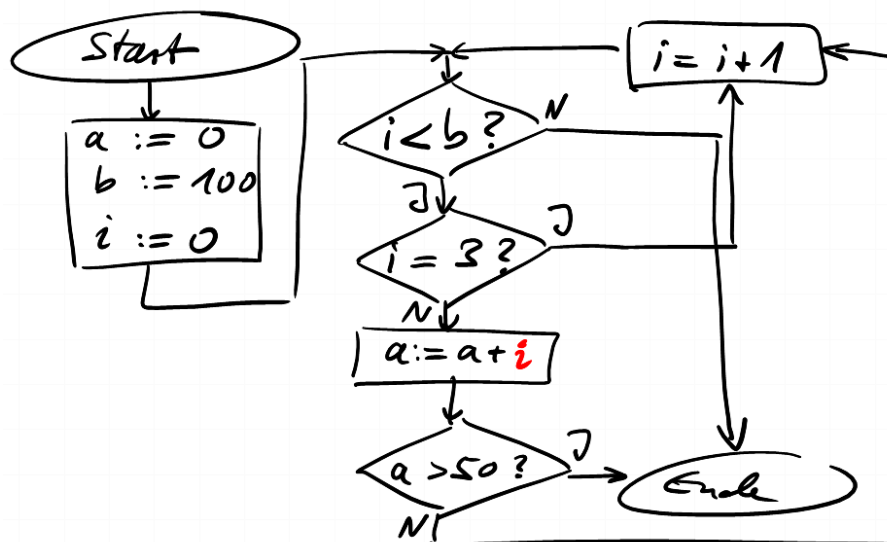 Start
a := 0
b := 100
i := 0
i = i + 1
i < b ?
N
J
i = 3 ?
J
N
a := a + i
a > 50 ?
J
N
Ende